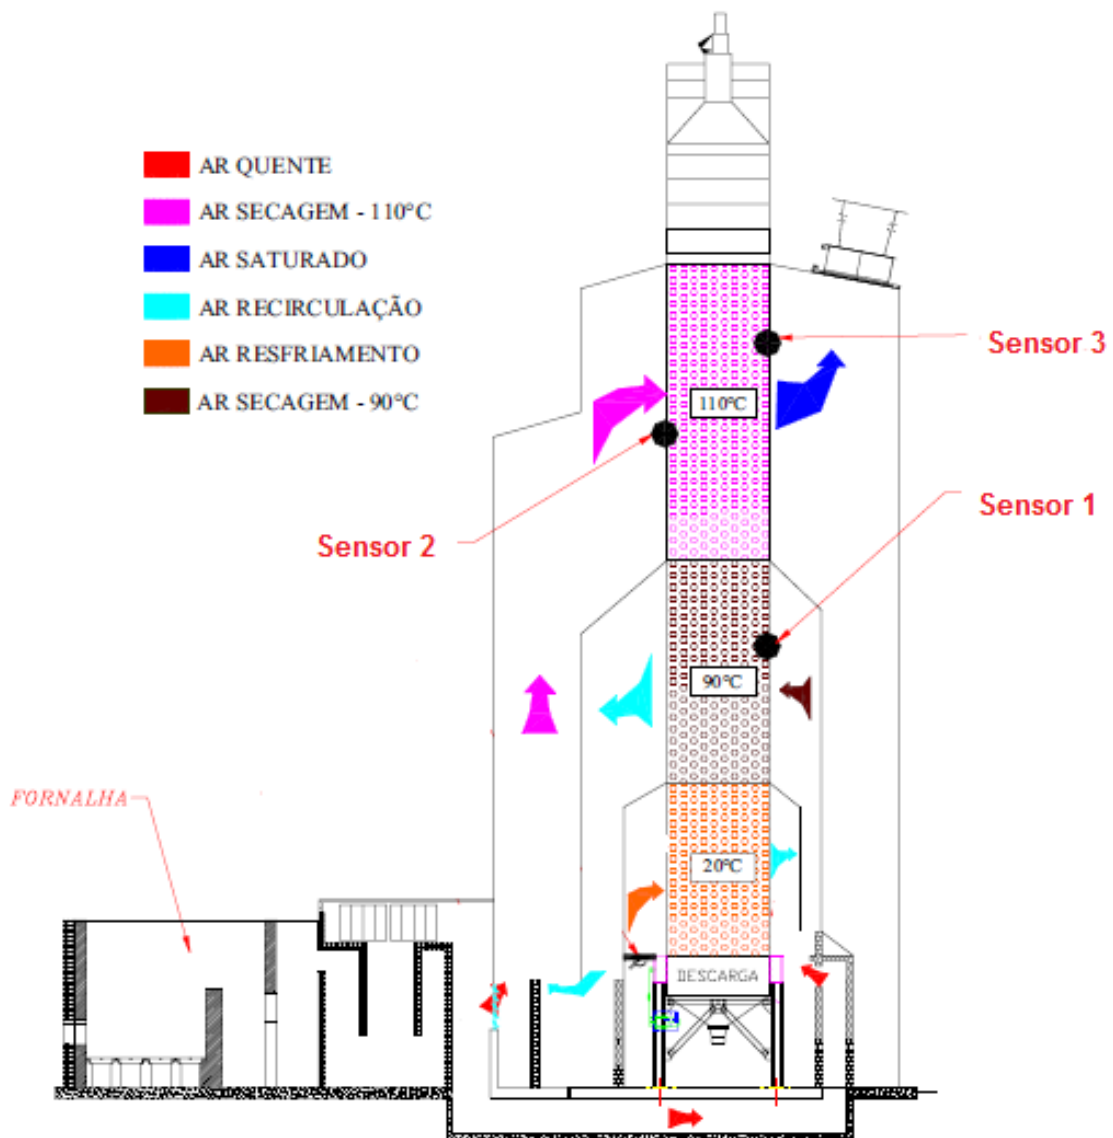 AR QUENTE
AR SECAGEM - 110°C
AR SATURADO
AR RECIRCULAÇÃO
AR RESFRIAMENTO
AR SECAGEM - 90°C
Sensor 3
110°C
Sensor 1
Sensor 2
90°C
FORNALHA
20°C
DESCARGA